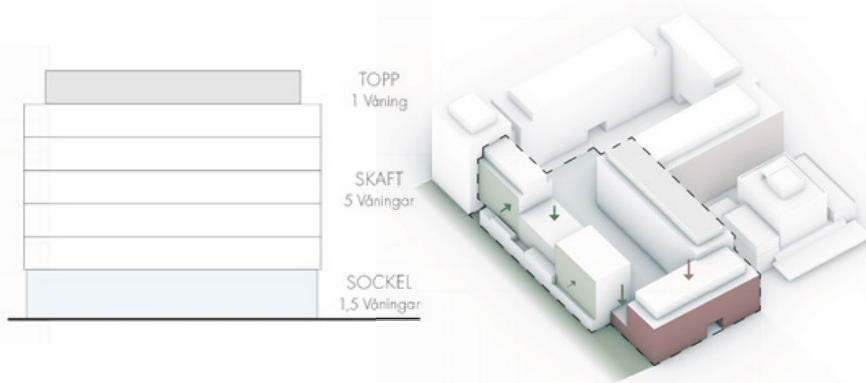 TOPP
1 Våning
SKAFT
5 Våningar
SOCKEL
1,5 Våningar